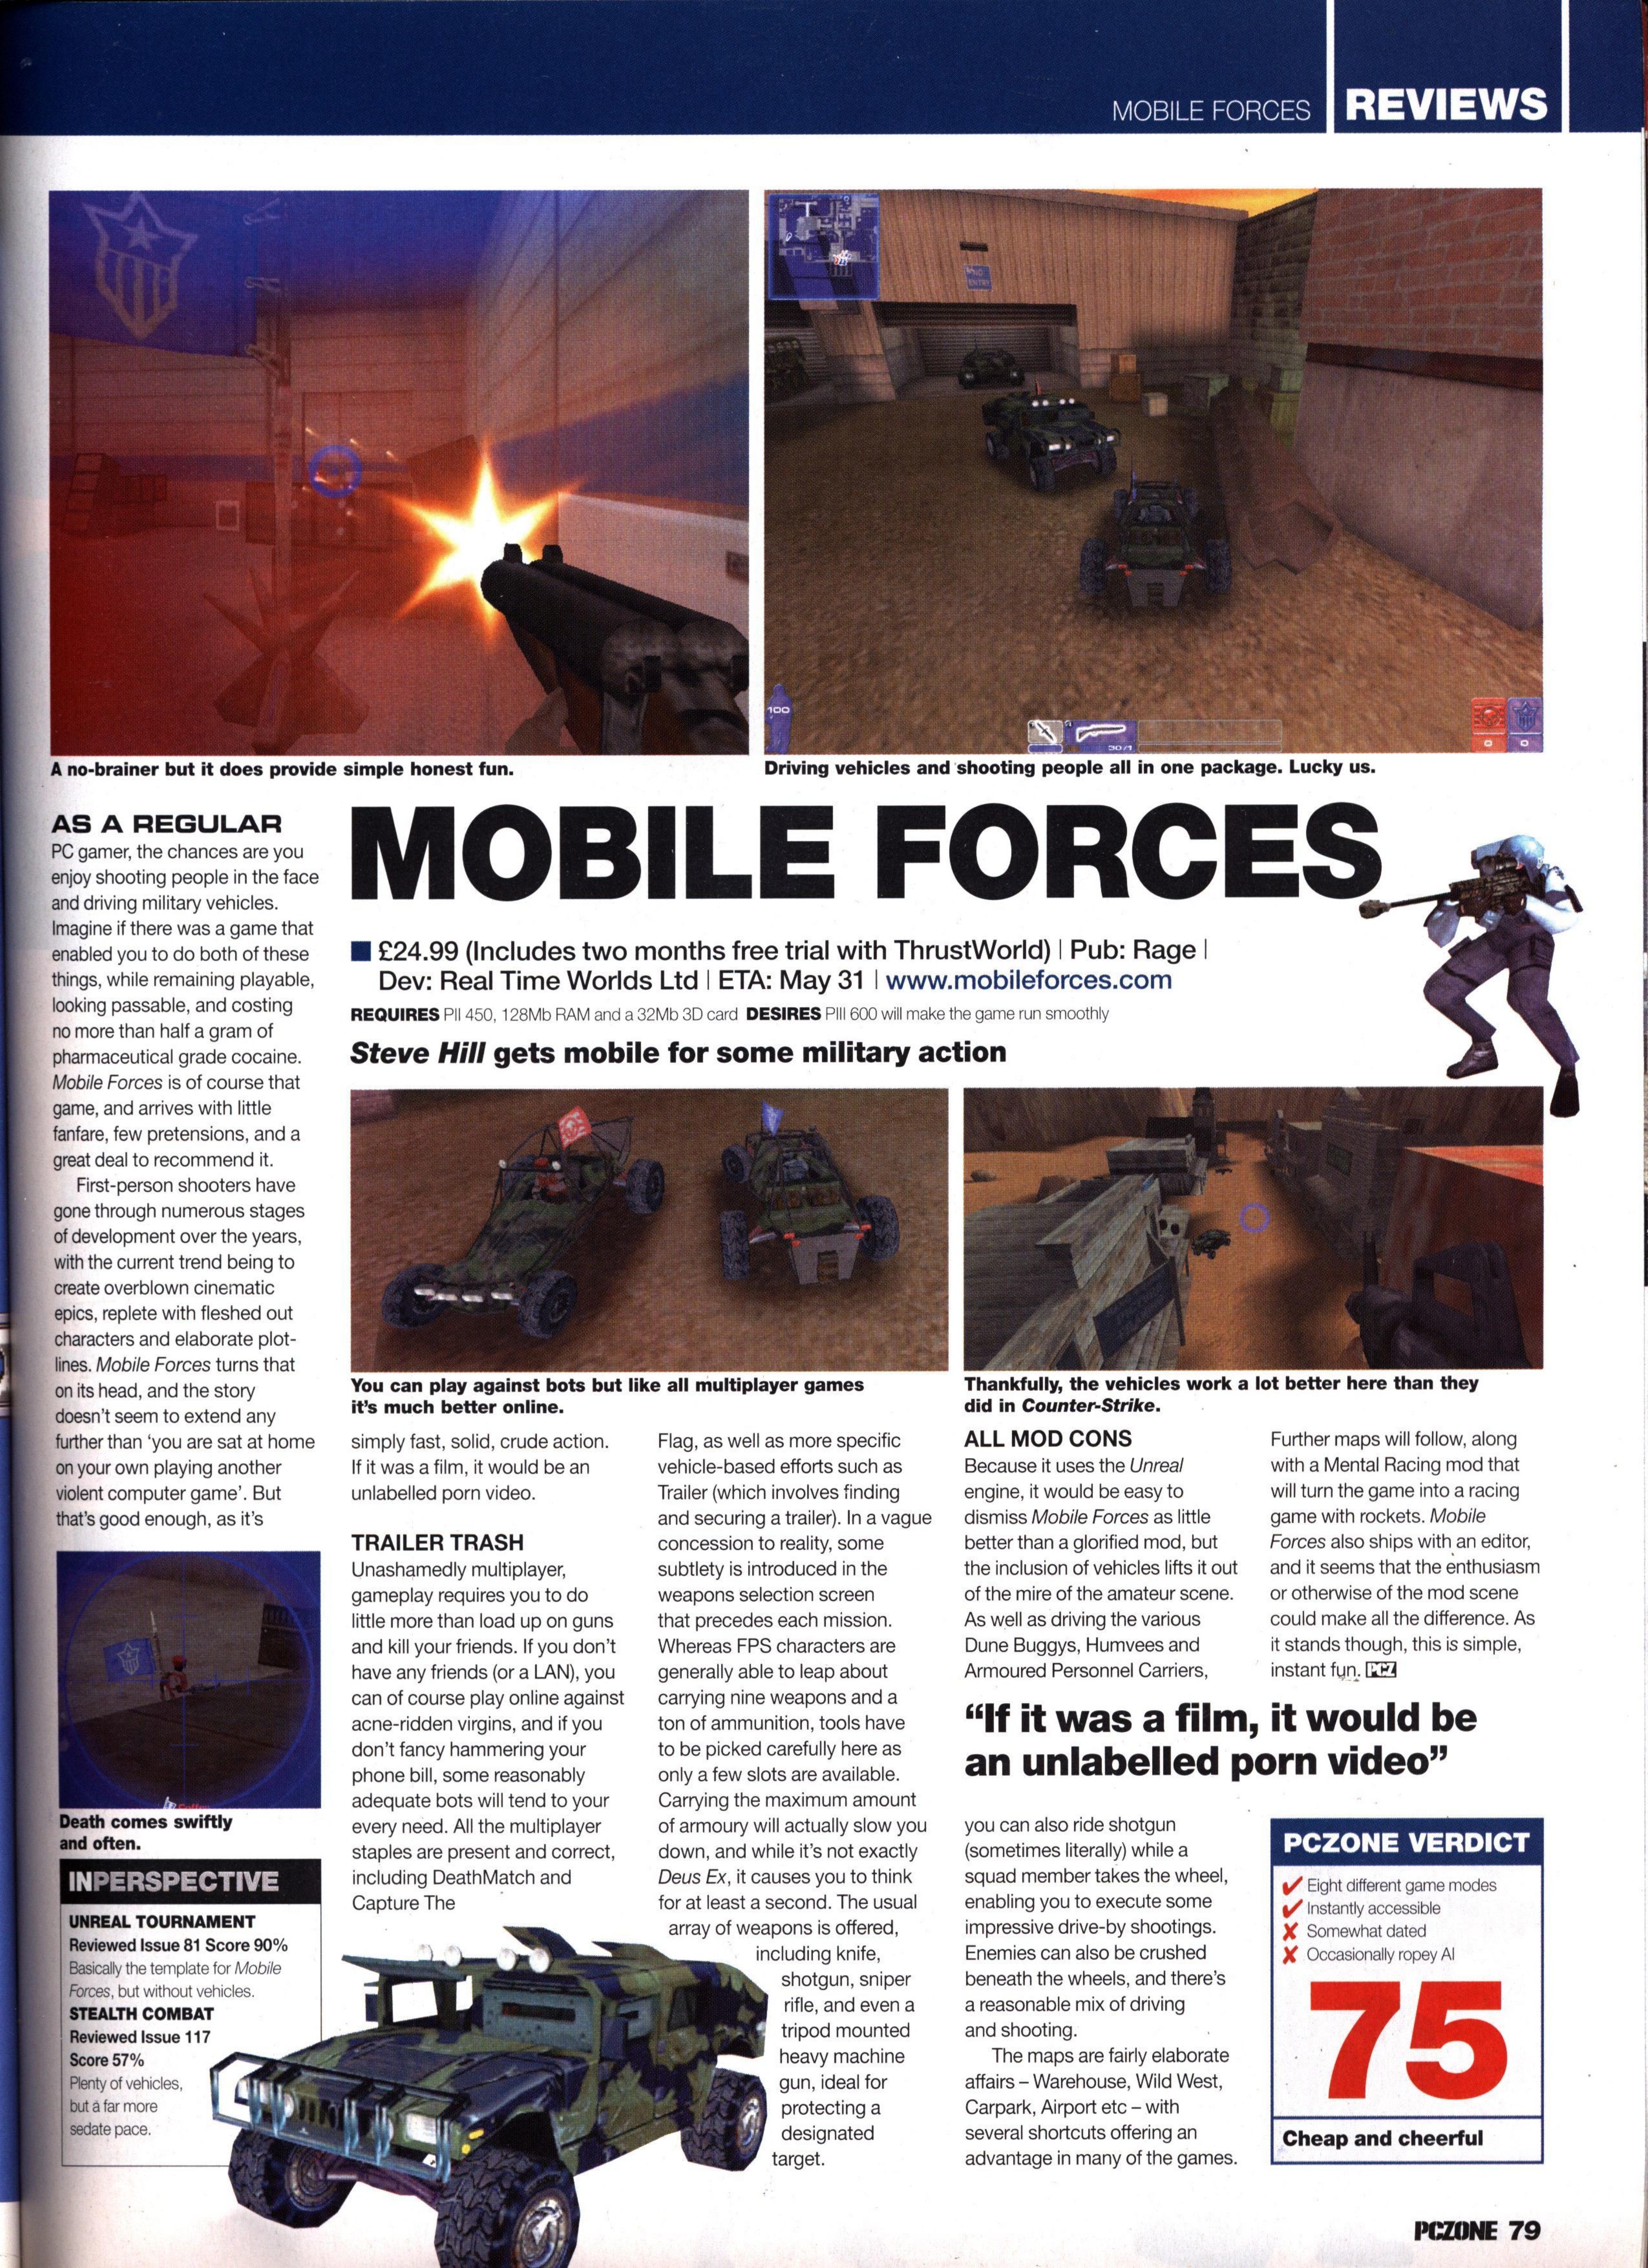 MOBILE FORCES
REVIEWS
NO
ENTRY
100
30/1
0
0
A no-brainer but it does provide simple honest fun.
Driving vehicles and shooting people all in one package. Lucky us.
MOBILE FORCES
£24.99 (Includes two months free trial with ThrustWorld) | Pub: Rage |
Dev: Real Time Worlds Ltd | ETA: May 31 | www.mobileforces.com
REQUIRES PII 450, 128Mb RAM and a 32Mb 3D card DESIRES PIII 600 will make the game run smoothly
Steve Hill gets mobile for some military action
AS A REGULAR
PC gamer, the chances are you
enjoy shooting people in the face
and driving military vehicles.
Imagine if there was a game that
enabled you to do both of these
things, while remaining playable,
looking passable, and costing
no more than half a gram of
pharmaceutical grade cocaine.
Mobile Forces is of course that
game, and arrives with little
fanfare, few pretensions, and a
great deal to recommend it.
First-person shooters have
gone through numerous stages
of development over the years,
with the current trend being to
create overblown cinematic
epics, replete with fleshed out
characters and elaborate plot-
lines. Mobile Forces turns that
on its head, and the story
doesn't seem to extend any
further than 'you are sat at home
on your own playing another
violent computer game'. But
that's good enough, as it's
Death comes swiftly
and often.
INPERSPECTIVE
UNREAL TOURNAMENT
Reviewed Issue 81 Score 90%
Basically the template for Mobile
Forces, but without vehicles.
STEALTH COMBAT
Reviewed Issue 117
Score 57%
Plenty of vehicles,
but a far more
sedate pace.
You can play against bots but like all multiplayer games
it's much better online.
simply fast, solid, crude action.
If it was a film, it would be an
unlabelled porn video.
TRAILER TRASH
Unashamedly multiplayer,
gameplay requires you to do
little more than load up on guns
and kill your friends. If you don't
have any friends (or a LAN), you
can of course play online against
acne-ridden virgins, and if you
don't fancy hammering your
phone bill, some reasonably
adequate bots will tend to your
every need. All the multiplayer
staples are present and correct,
including DeathMatch and
Capture The
Flag, as well as more specific
vehicle-based efforts such as
Trailer (which involves finding
and securing a trailer). In a vague
concession to reality, some
subtlety is introduced in the
weapons selection screen
that precedes each mission.
Whereas FPS characters are
generally able to leap about
carrying nine weapons and a
ton of ammunition, tools have
to be picked carefully here as
only a few slots are available.
Carrying the maximum amount
of armoury will actually slow you
down, and while it's not exactly
Deus Ex, it causes you to think
for at least a second. The usual
array of weapons is offered,
including knife,
shotgun, sniper
rifle, and even a
tripod mounted
heavy machine
gun, ideal for
protecting a
designated
target.
Thankfully, the vehicles work a lot better here than they
did in Counter-Strike.
ALL MOD CONS
Because it uses the Unreal
engine, it would be easy to
dismiss Mobile Forces as little
better than a glorified mod, but
the inclusion of vehicles lifts it out
of the mire of the amateur scene.
As well as driving the various
Dune Buggys, Humvees and
Armoured Personnel Carriers,
"If it was a film, it would be
an unlabelled porn video"
you can also ride shotgun
(sometimes literally) while a
squad member takes the wheel,
enabling you to execute some
impressive drive-by shootings.
Enemies can also be crushed
beneath the wheels, and there's
a reasonable mix of driving
and shooting.
The maps are fairly elaborate
affairs – Warehouse, Wild West,
Carpark, Airport etc – with
several shortcuts offering an
advantage in many of the games.
Further maps will follow, along
with a Mental Racing mod that
will turn the game into a racing
game with rockets. Mobile
Forces also ships with an editor,
and it seems that the enthusiasm
or otherwise of the mod scene
could make all the difference. As
it stands though, this is simple,
instant fun. PCZ
PCZONE VERDICT
Eight different game modes
Instantly accessible
Somewhat dated
Occasionally ropey AI
75
Cheap and cheerful
PCZONE 79